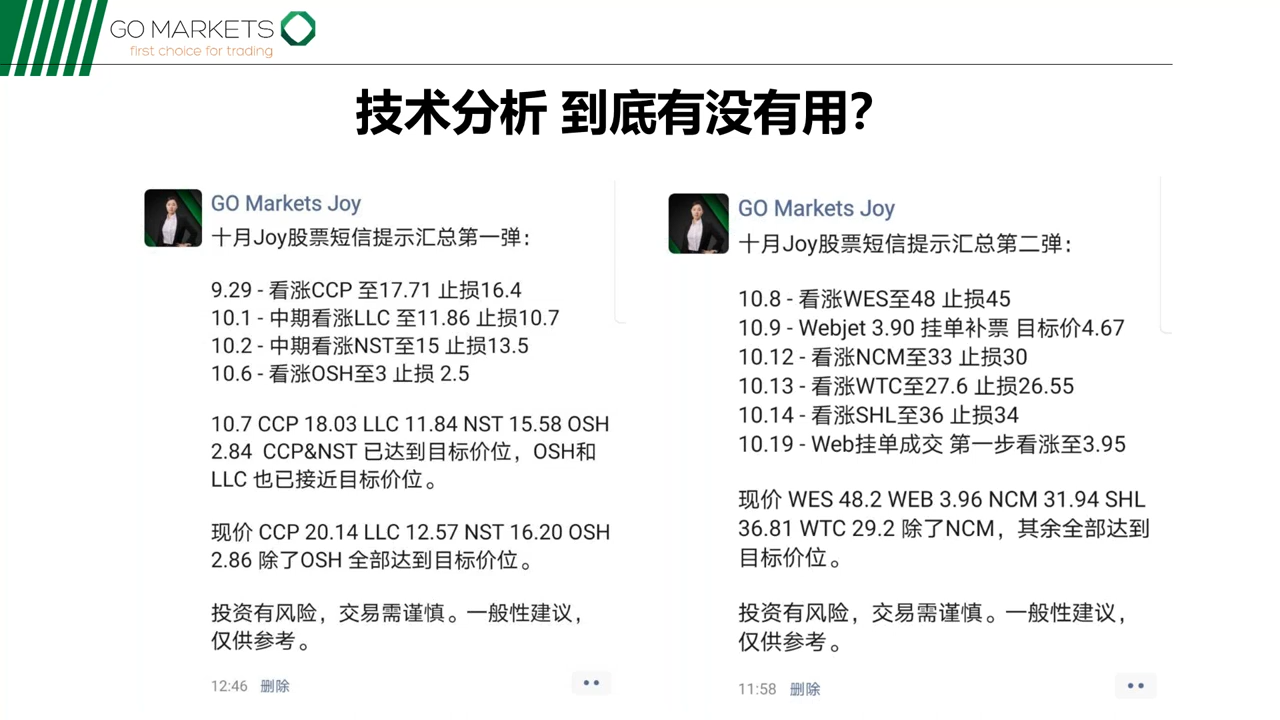 GO MARKETS
first choice for trading
技术分析 到底有没有用?
GO Markets Joy
十月Joy股票短信提示汇总第一弹:
9.29 - 看涨CCP 至17.71 止损16.4
10.1 - 中期看涨LLC 至11.86 止损10.7
10.2 - 中期看涨NST至15 止损13.5
10.6 - 看涨OSH至3 止损 2.5
10.7 CCP 18.03 LLC 11.84 NST 15.58 OSH
2.84 CCP&NST 已达到目标价位，OSH和
LLC 也已接近目标价位。
现价 CCP 20.14 LLC 12.57 NST 16.20 OSH
2.86 除了OSH 全部达到目标价位。
投资有风险，交易需谨慎。一般性建议，
仅供参考。
12:46 删除
GO Markets Joy
十月Joy股票短信提示汇总第二弹:
10.8 - 看涨WES至48 止损45
10.9 - Webjet 3.90 挂单补票 目标价4.67
10.12 - 看涨NCM至33 止损30
10.13 - 看涨WTC至27.6 止损26.55
10.14 - 看涨SHL至36 止损34
10.19 - Web挂单成交 第一步看涨至3.95
现价 WES 48.2 WEB 3.96 NCM 31.94 SHL
36.81 WTC 29.2 除了NCM，其余全部达到
目标价位。
投资有风险，交易需谨慎。一般性建议，
仅供参考。
11:58 删除